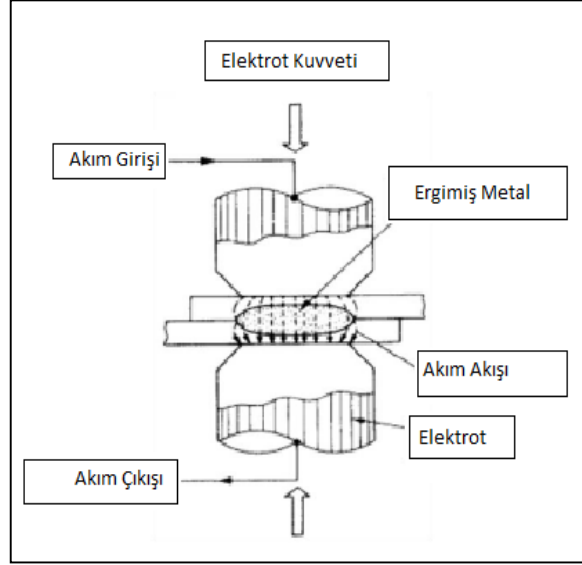 Elektrot Kuvveti
Akım Girişi
Ergimiş Metal
Akım Akışı
Elektrot
Akım Çıkışı